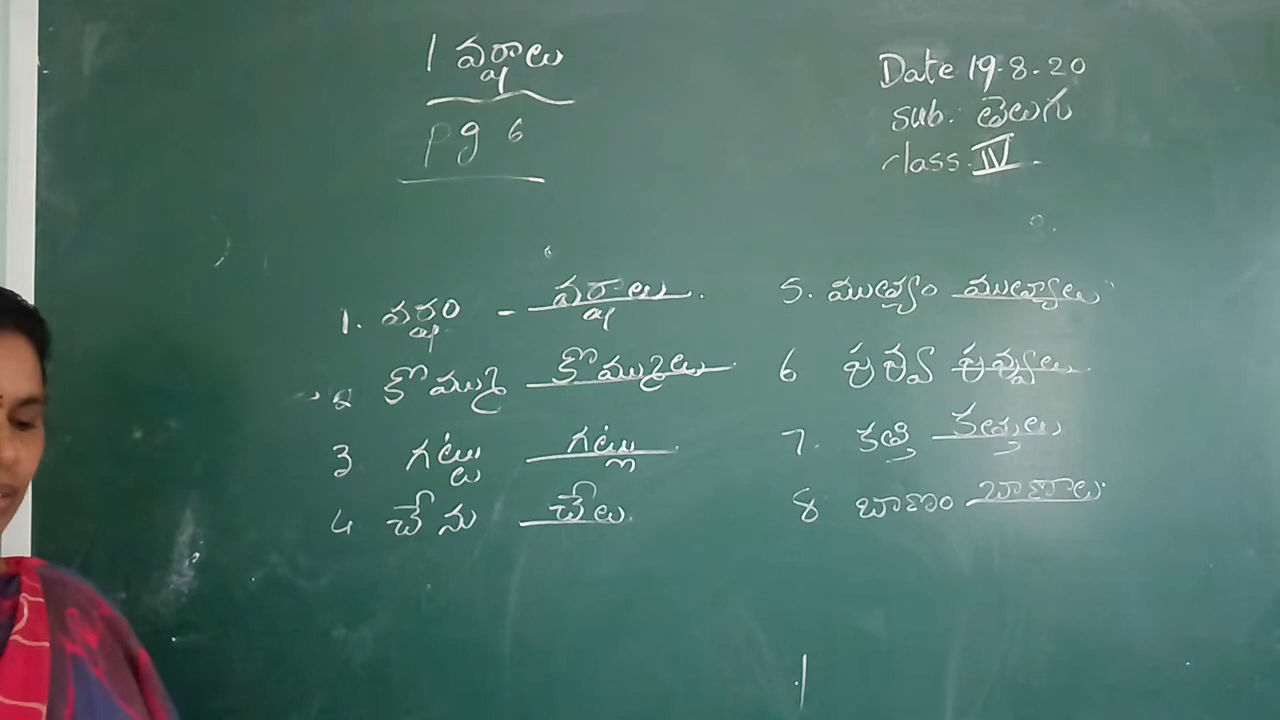 1 వర్షాలు
pg 6
Date 19.8.20
sub: తెలుగు
class. IV
1. వర్షం - వర్షాలు.
2 కొమ్మ కొమ్మలు.
3 గట్టు గట్లు
4 చేను చేలు.
5. ముత్యం ముత్యాలు
6 పువ్వు పువ్వులు
7. కత్తి కత్తులు
8 బాణం బాణాలు.